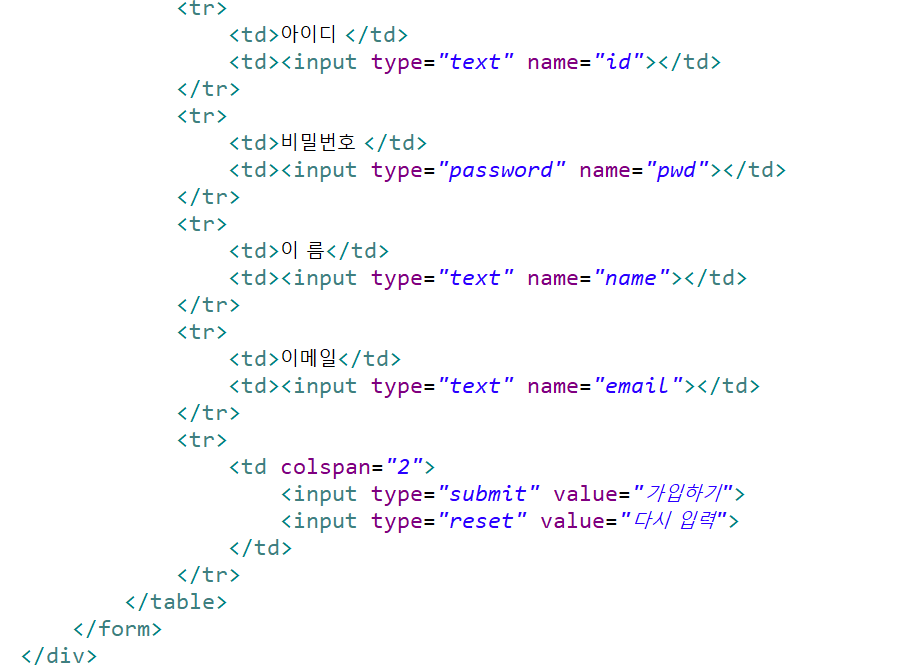 <tr>
<td>아이디 </td>
<td><input type="text" name="id"></td>
</tr>
<tr>
<td>비밀번호 </td>
<td><input type="password" name="pwd"></td>
</tr>
<tr>
<td>이 름</td>
<td><input type="text" name="name"></td>
</tr>
<tr>
<td>이메일</td>
<td><input type="text" name="email"></td>
</tr>
<tr>
<td colspan="2">
<input type="submit" value="가입하기">
<input type="reset" value="다시 입력">
</td>
</tr>
</table>
</form>
</div>